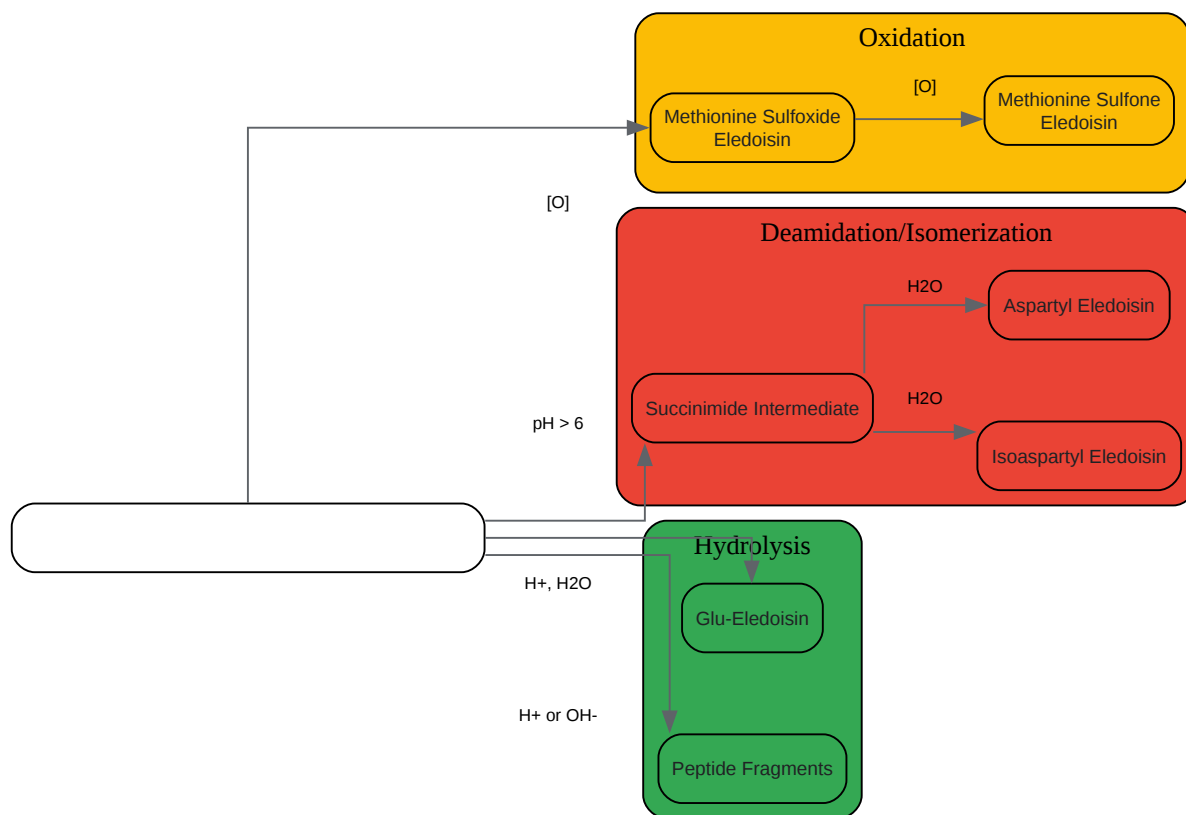 Oxidation
[O]
Methionine Sulfoxide
Eledoisin
Methionine Sulfone
Eledoisin
[O]
Deamidation/Isomerization
H2O
Aspartyl Eledoisin
Succinimide Intermediate
H2O
pH > 6
Isoaspartyl Eledoisin
Hydrolysis
H+, H2O
Glu-Eledoisin
H+ or OH-
Peptide Fragments